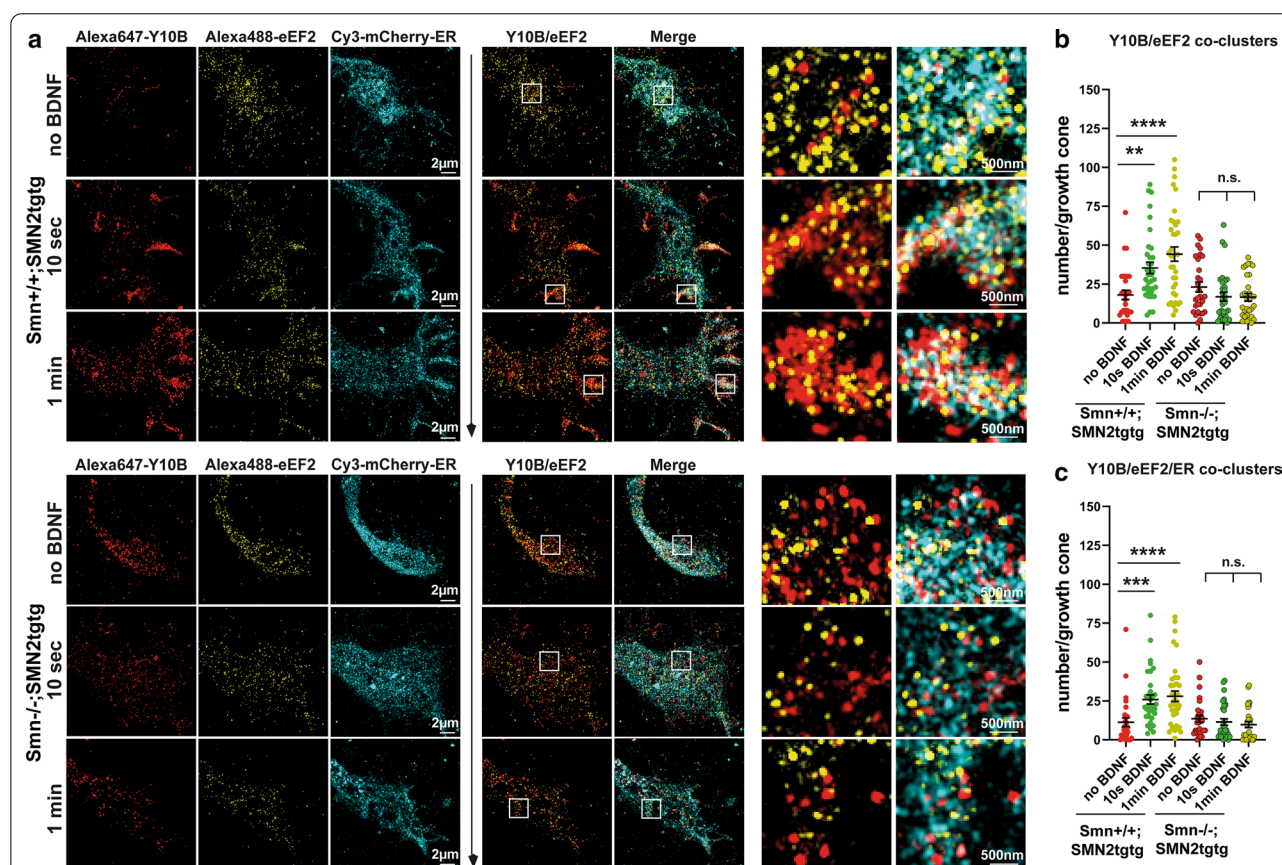 a
Alexa647-Y10B Alexa488-eEF2 Cy3-mCherry-ER Y10B/eEF2 Merge
Smn+/+;SMN2tgtg
no BDNF
2µm
500nm
10 sec
2µm
500nm
1 min
2µm
500nm
Alexa647-Y10B Alexa488-eEF2 Cy3-mCherry-ER Y10B/eEF2 Merge
Smn-/-;SMN2tgtg
no BDNF
2µm
500nm
10 sec
2µm
500nm
1 min
2µm
500nm
b
Y10B/eEF2 co-clusters
number/growth cone
150
125
100
75
50
25
0
****
**
n.s.
no BDNF
10s BDNF
1min BDNF
no BDNF
10s BDNF
1min BDNF
Smn+/+; Smn-/-;
SMN2tgtg SMN2tgtg
c
Y10B/eEF2/ER co-clusters
number/growth cone
150
125
100
75
50
25
0
****
***
n.s.
no BDNF
10s BDNF
1min BDNF
no BDNF
10s BDNF
1min BDNF
Smn+/+; Smn-/-;
SMN2tgtg SMN2tgtg